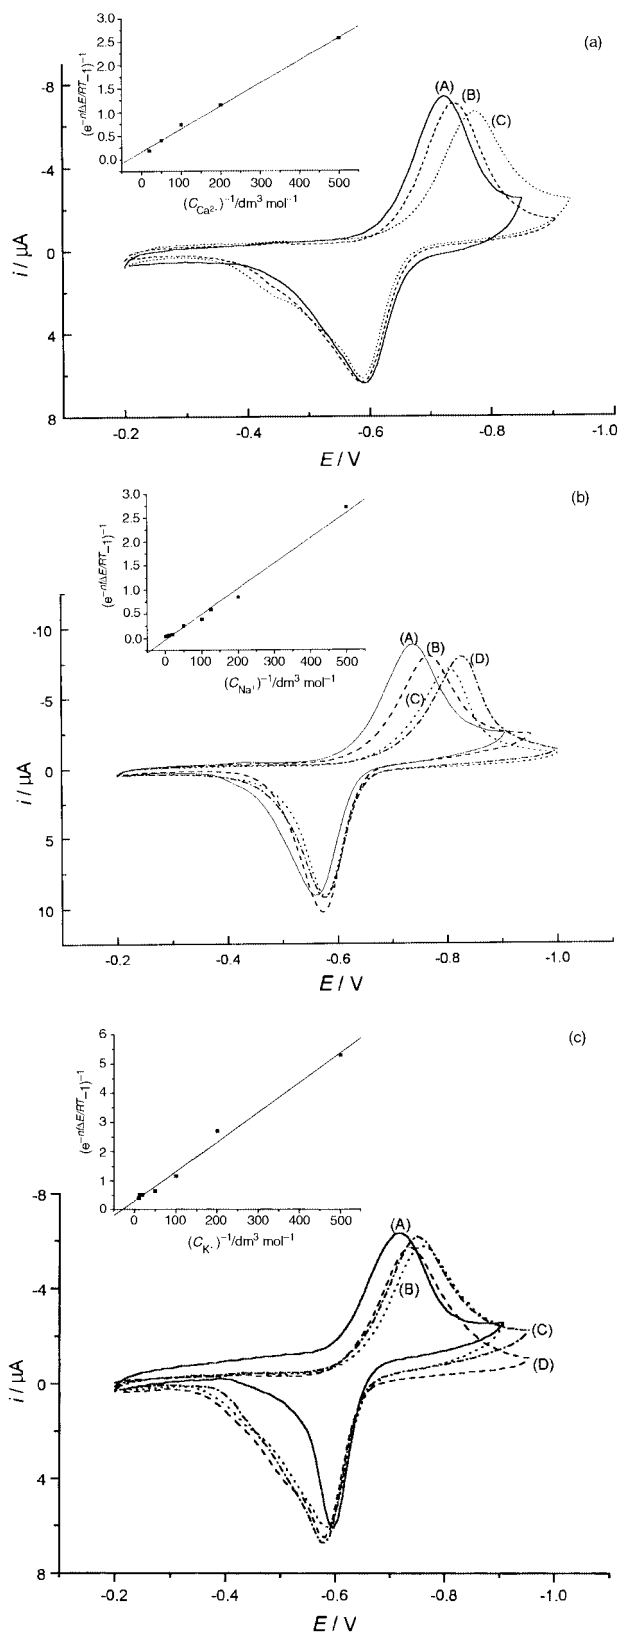 (a)
3.0
2.5
2.0
1.5
1.0
0.5
0.0
(e⁻ⁿᶠΔE/RT–1)⁻¹
0 100 200 300 400 500
(C Ca²⁺)⁻¹/dm³ mol⁻¹
-8
-4
0
4
8
i / µA
(A)
(B)
(C)
-0.2 -0.4 -0.6 -0.8 -1.0
E / V
(b)
3.0
2.5
2.0
1.5
1.0
0.5
0.0
(e⁻ⁿᶠΔE/RT–1)⁻¹
0 100 200 300 400 500
(C Na⁺)⁻¹/dm³ mol⁻¹
-10
-5
0
5
10
i / µA
(A)
(B)
(D)
(C)
-0.2 -0.4 -0.6 -0.8 -1.0
E / V
(c)
6
5
4
3
2
1
0
(e⁻ⁿᶠΔE/RT–1)⁻¹
0 100 200 300 400 500
(C K⁺)⁻¹/dm³ mol⁻¹
-8
-4
0
4
8
i / µA
(A)
(B)
(C)
(D)
-0.2 -0.4 -0.6 -0.8 -1.0
E / V